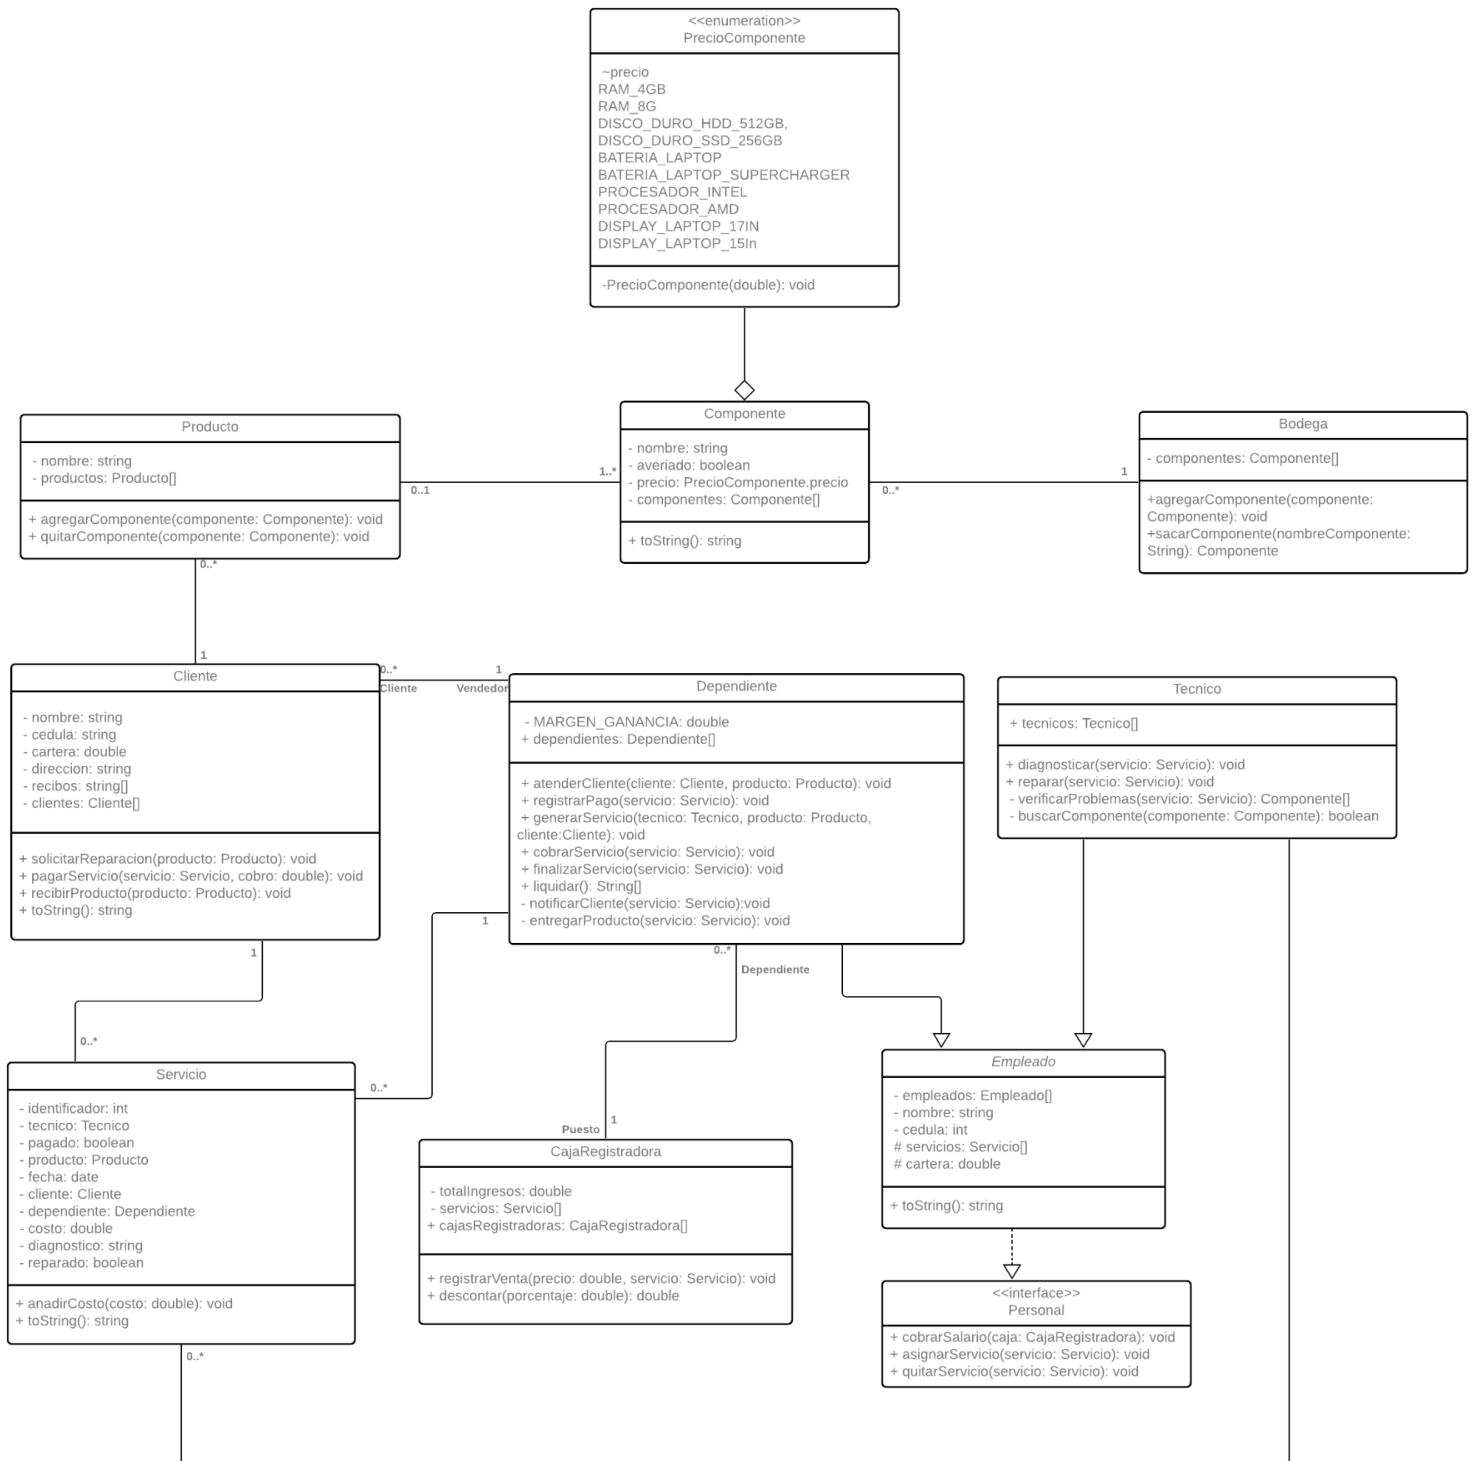 <<enumeration>>
PrecioComponente
~precio
RAM_4GB
RAM_8G
DISCO_DURO_HDD_512GB,
DISCO_DURO_SSD_256GB
BATERIA_LAPTOP
BATERIA_LAPTOP_SUPERCHARGER
PROCESADOR_INTEL
PROCESADOR_AMD
DISPLAY_LAPTOP_17IN
DISPLAY_LAPTOP_15In
-PrecioComponente(double): void
Producto
- nombre: string
- productos: Producto[]
+ agregarComponente(componente: Componente): void
+ quitarComponente(componente: Componente): void
0..1
1..*
Componente
- nombre: string
- averiado: boolean
- precio: PrecioComponente.precio
- componentes: Componente[]
+ toString(): string
0..*
1
Bodega
- componentes: Componente[]
+agregarComponente(componente:
Componente): void
+sacarComponente(nombreComponente:
String): Componente
0..*
1
Cliente
- nombre: string
- cedula: string
- cartera: double
- direccion: string
- recibos: string[]
- clientes: Cliente[]
+ solicitarReparacion(producto: Producto): void
+ pagarServicio(servicio: Servicio, cobro: double): void
+ recibirProducto(producto: Producto): void
+ toString(): string
0..*
1
Cliente
Vendedor
Dependiente
- MARGEN_GANANCIA: double
+ dependientes: Dependiente[]
+ atenderCliente(cliente: Cliente, producto: Producto): void
+ registrarPago(servicio: Servicio): void
+ generarServicio(tecnico: Tecnico, producto: Producto,
cliente:Cliente): void
+ cobrarServicio(servicio: Servicio): void
+ finalizarServicio(servicio: Servicio): void
+ liquidar(): String[]
- notificarCliente(servicio: Servicio):void
- entregarProducto(servicio: Servicio): void
Tecnico
+ tecnicos: Tecnico[]
+ diagnosticar(servicio: Servicio): void
+ reparar(servicio: Servicio): void
- verificarProblemas(servicio: Servicio): Componente[]
- buscarComponente(componente: Componente): boolean
1
0..*
1
0..*
0..*
Dependiente
Puesto
1
Servicio
- identificador: int
- tecnico: Tecnico
- pagado: boolean
- producto: Producto
- fecha: date
- cliente: Cliente
- dependiente: Dependiente
- costo: double
- diagnostico: string
- reparado: boolean
+ anadirCosto(costo: double): void
+ toString(): string
0..*
CajaRegistradora
- totalIngresos: double
- servicios: Servicio[]
+ cajasRegistradoras: CajaRegistradora[]
+ registrarVenta(precio: double, servicio: Servicio): void
+ descontar(porcentaje: double): double
Empleado
- empleados: Empleado[]
- nombre: string
- cedula: int
# servicios: Servicio[]
# cartera: double
+ toString(): string
<<interface>>
Personal
+ cobrarSalario(caja: CajaRegistradora): void
+ asignarServicio(servicio: Servicio): void
+ quitarServicio(servicio: Servicio): void